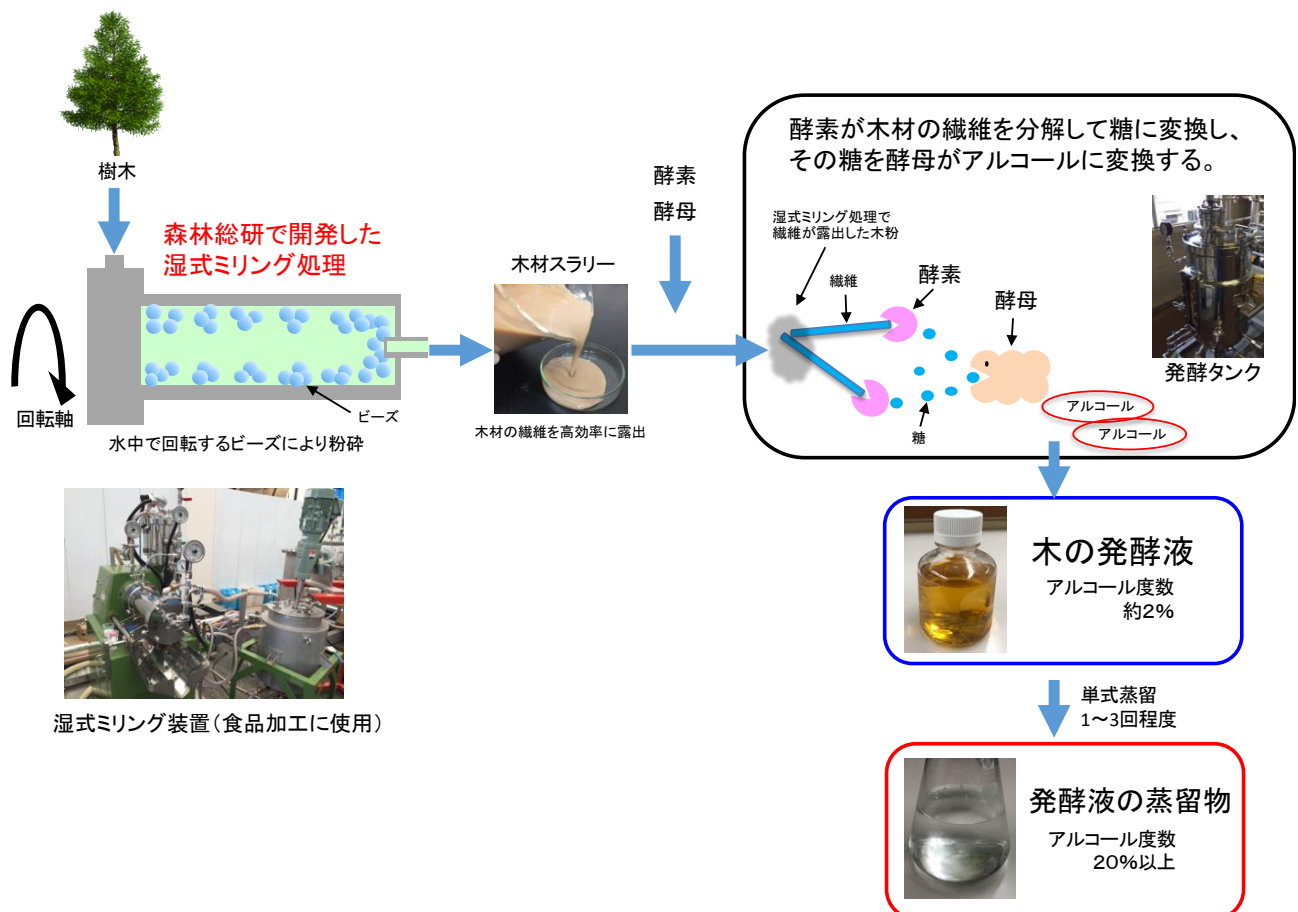 樹木
森林総研で開発した
湿式ミリング処理
回転軸
ビーズ
水中で回転するビーズにより粉砕
湿式ミリング装置(食品加工に使用)
木材スラリー
木材の繊維を高効率に露出
酵素
酵母
酵素が木材の繊維を分解して糖に変換し、
その糖を酵母がアルコールに変換する。
湿式ミリング処理で
繊維が露出した木粉
繊維
酵素
酵母
糖
発酵タンク
アルコール
アルコール
木の発酵液
アルコール度数
約2%
単式蒸留
1~3回程度
発酵液の蒸留物
アルコール度数
20%以上